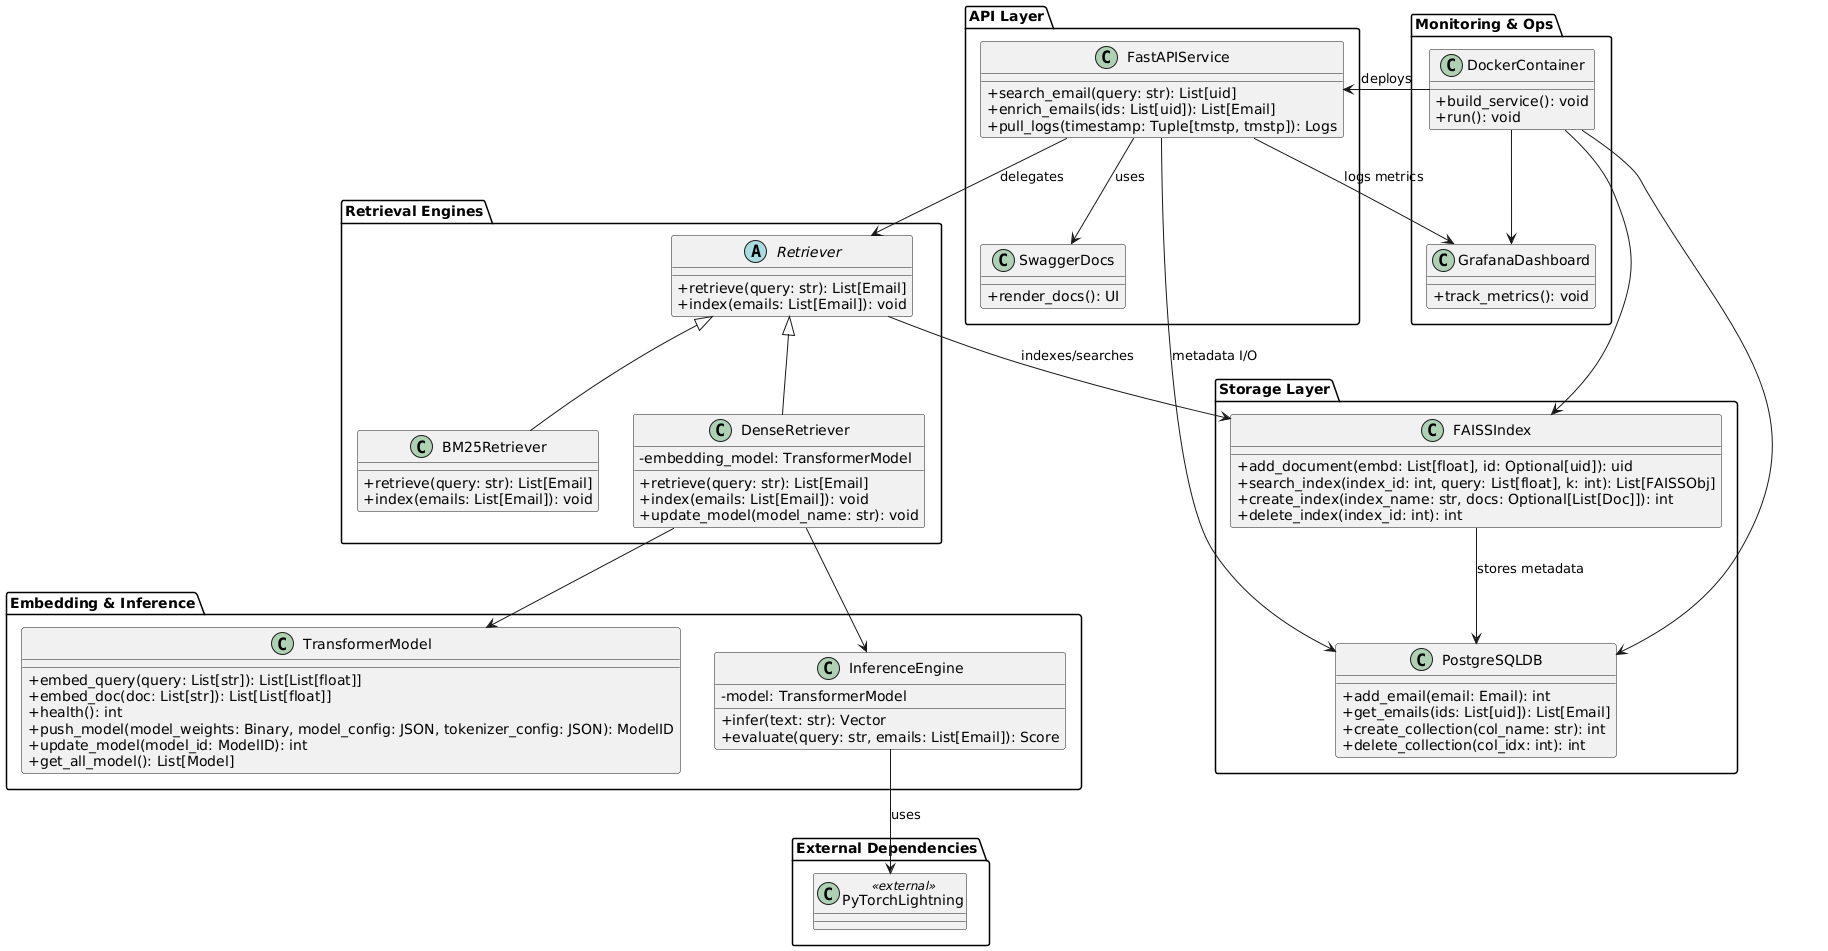 API Layer
C FastAPIService
+search_email(query: str): List[uid]
+enrich_emails(ids: List[uid]): List[Email]
+pull_logs(timestamp: Tuple[tmstp, tmstp]): Logs
deploys
Monitoring & Ops
C DockerContainer
+build_service(): void
+run(): void
delegates
uses
logs metrics
Retrieval Engines
A Retriever
+retrieve(query: str): List[Email]
+index(emails: List[Email]): void
C SwaggerDocs
+render_docs(): UI
C GrafanaDashboard
+track_metrics(): void
indexes/searches
metadata I/O
Storage Layer
C BM25Retriever
+retrieve(query: str): List[Email]
+index(emails: List[Email]): void
C DenseRetriever
-embedding_model: TransformerModel
+retrieve(query: str): List[Email]
+index(emails: List[Email]): void
+update_model(model_name: str): void
C FAISSIndex
+add_document(embd: List[float], id: Optional[uid]): uid
+search_index(index_id: int, query: List[float], k: int): List[FAISSObj]
+create_index(index_name: str, docs: Optional[List[Doc]]): int
+delete_index(index_id: int): int
stores metadata
Embedding & Inference
C TransformerModel
+embed_query(query: List[str]): List[List[float]]
+embed_doc(doc: List[str]): List[List[float]]
+health(): int
+push_model(model_weights: Binary, model_config: JSON, tokenizer_config: JSON): ModelID
+update_model(model_id: ModelID): int
+get_all_model(): List[Model]
C InferenceEngine
-model: TransformerModel
+infer(text: str): Vector
+evaluate(query: str, emails: List[Email]): Score
C PostgreSQLDB
+add_email(email: Email): int
+get_emails(ids: List[uid]): List[Email]
+create_collection(col_name: str): int
+delete_collection(col_idx: int): int
uses
External Dependencies
«external»
C PyTorchLightning